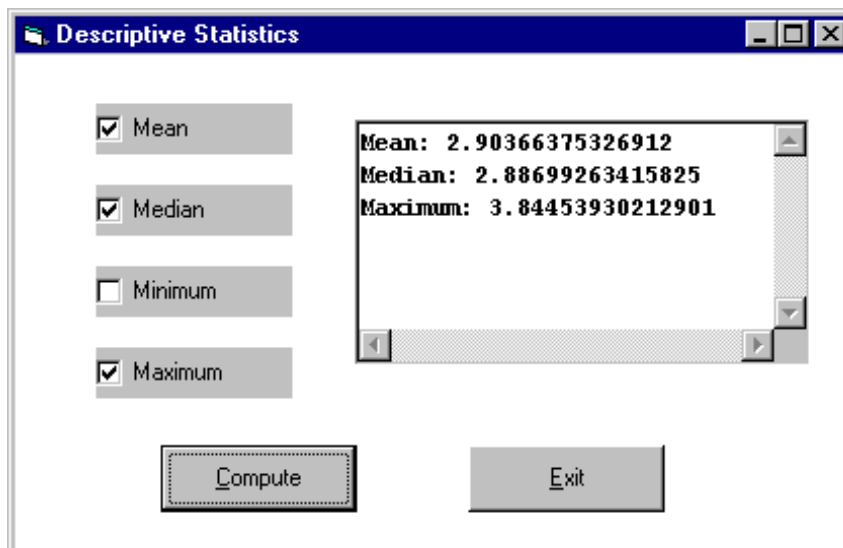 Descriptive Statistics
Mean
Median
Minimum
Maximum
Mean: 2.90366375326912
Median: 2.88699263415825
Maximum: 3.84453930212901
Compute
Exit